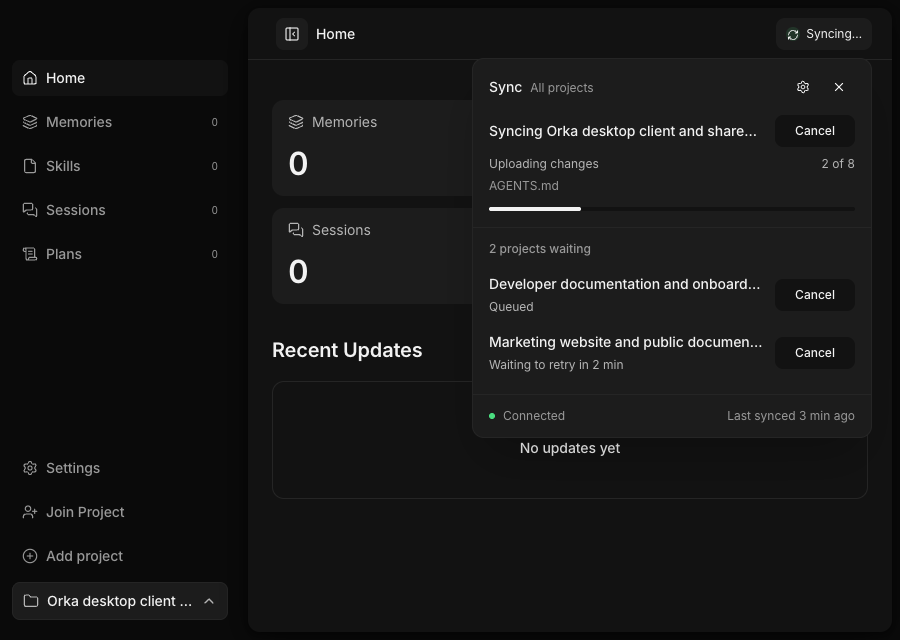 Home
Memories 0
Skills 0
Sessions 0
Plans 0
Settings
Join Project
Add project
Orka desktop client ...
Home
Syncing...
Memories
0
Sessions
0
Recent Updates
No updates yet
Sync All projects
Syncing Orka desktop client and share... Cancel
Uploading changes 2 of 8
AGENTS.md
2 projects waiting
Developer documentation and onboard... Cancel
Queued
Marketing website and public documen... Cancel
Waiting to retry in 2 min
Connected Last synced 3 min ago